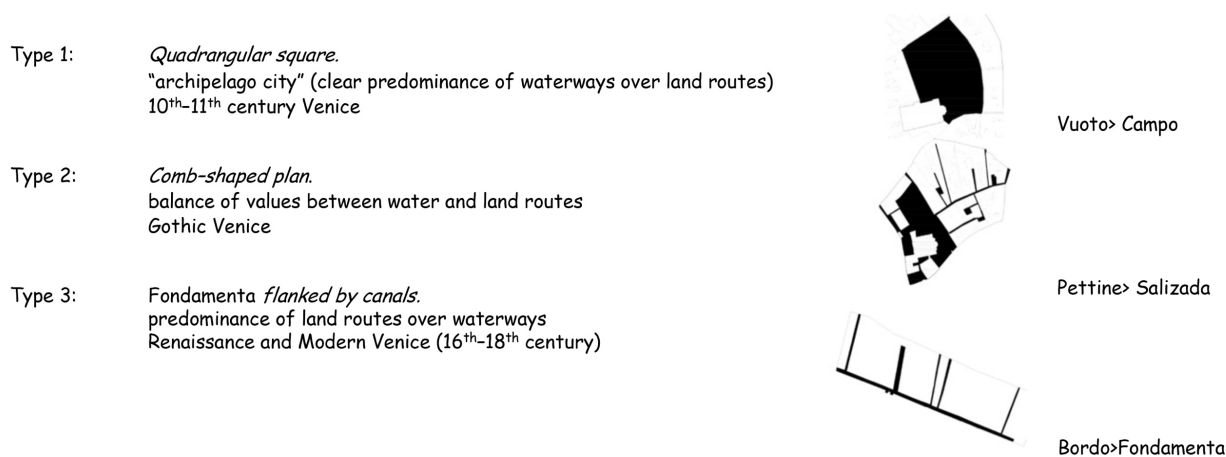 Type 1: Quadrangular square.
"archipelago city" (clear predominance of waterways over land routes)
10th-11th century Venice
Vuoto> Campo
Type 2: Comb-shaped plan.
balance of values between water and land routes
Gothic Venice
Pettine> Salizada
Type 3: Fondamenta flanked by canals.
predominance of land routes over waterways
Renaissance and Modern Venice (16th-18th century)
Bordo>Fondamenta